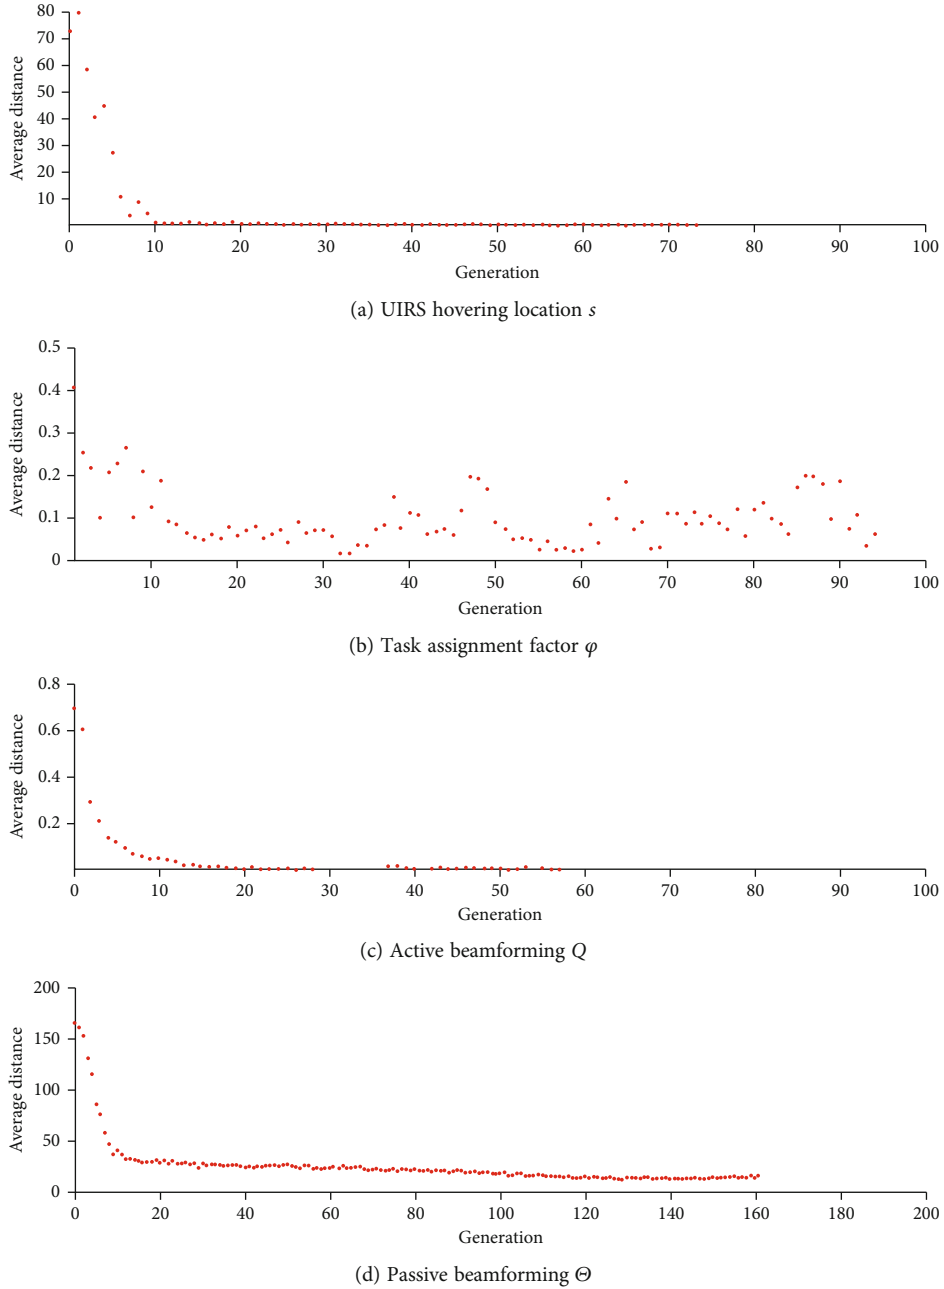 80
70
60
50
40
30
20
10
Average distance
0 10 20 30 40 50 60 70 80 90 100
Generation
(a) UIRS hovering location s
0.5
0.4
0.3
0.2
0.1
0
Average distance
10 20 30 40 50 60 70 80 90 100
Generation
(b) Task assignment factor φ
0.8
0.6
0.4
0.2
Average distance
0 10 20 30 40 50 60 70 80 90 100
Generation
(c) Active beamforming Q
200
150
100
50
0
Average distance
0 20 40 60 80 100 120 140 160 180 200
Generation
(d) Passive beamforming Θ